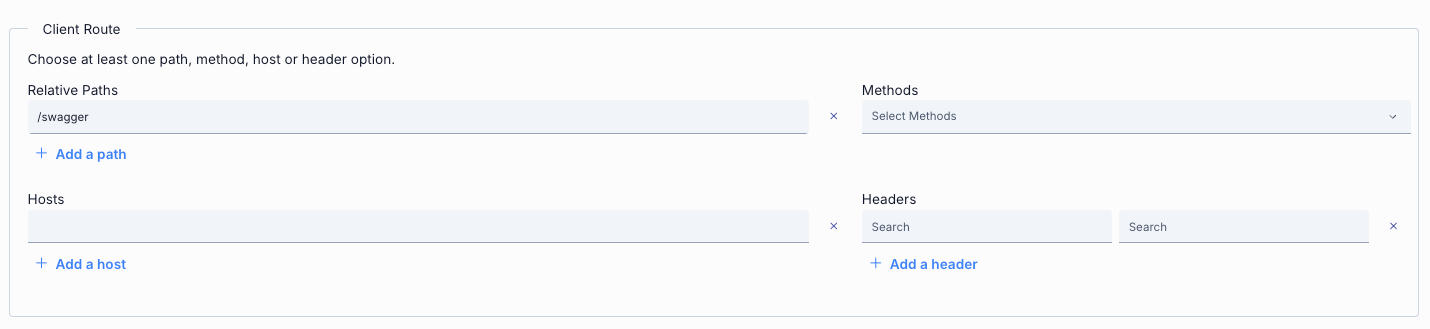 Client Route
Choose at least one path, method, host or header option.
Relative Paths
/swagger
Add a path
Methods
Select Methods
Hosts
Add a host
Headers
Search Search
Add a header